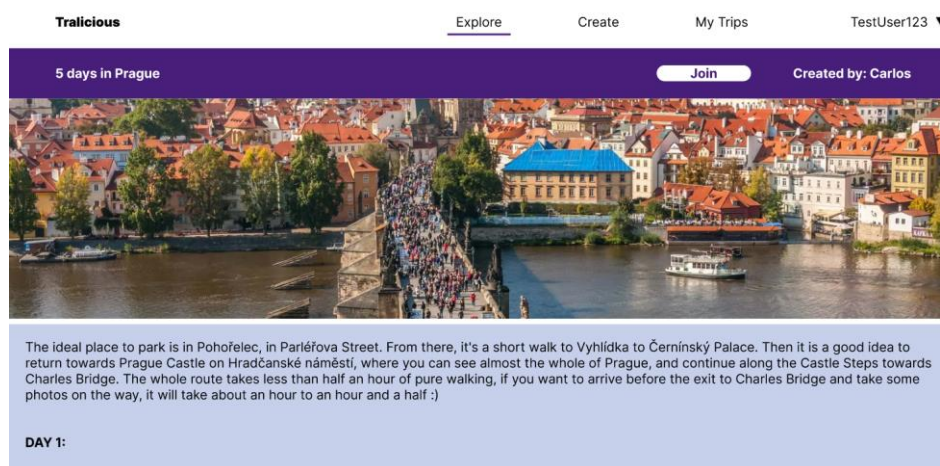 Tralicious
Explore
Create
My Trips
TestUser123
5 days in Prague
Join
Created by: Carlos
The ideal place to park is in Pohořelec, in Parléřova Street. From there, it's a short walk to Vyhlídka to Černínský Palace. Then it is a good idea to
return towards Prague Castle on Hradčanské náměstí, where you can see almost the whole of Prague, and continue along the Castle Steps towards
Charles Bridge. The whole route takes less than half an hour of pure walking, if you want to arrive before the exit to Charles Bridge and take some
photos on the way, it will take about an hour to an hour and a half :)
DAY 1: